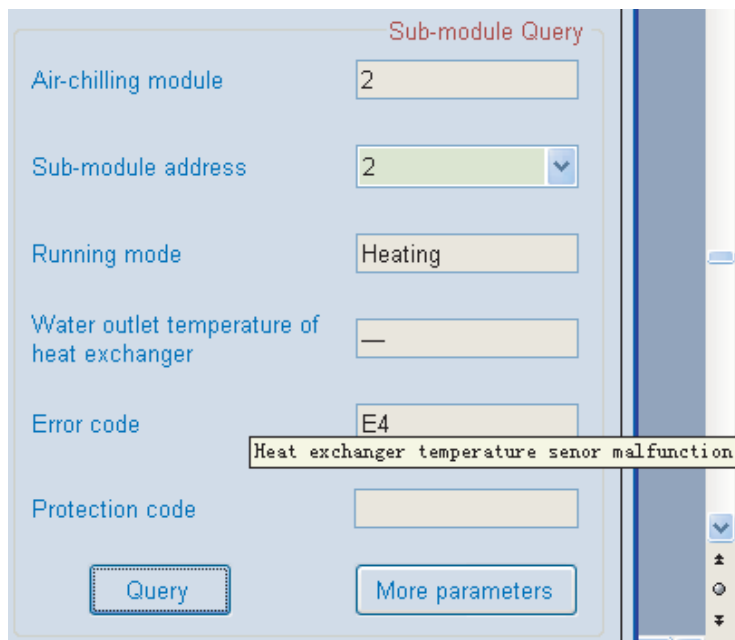 Sub-module Query
Air-chilling module 2
Sub-module address 2
Running mode Heating
Water outlet temperature of
heat exchanger —
Error code E4
Heat exchanger temperature senor malfunction
Protection code
Query More parameters